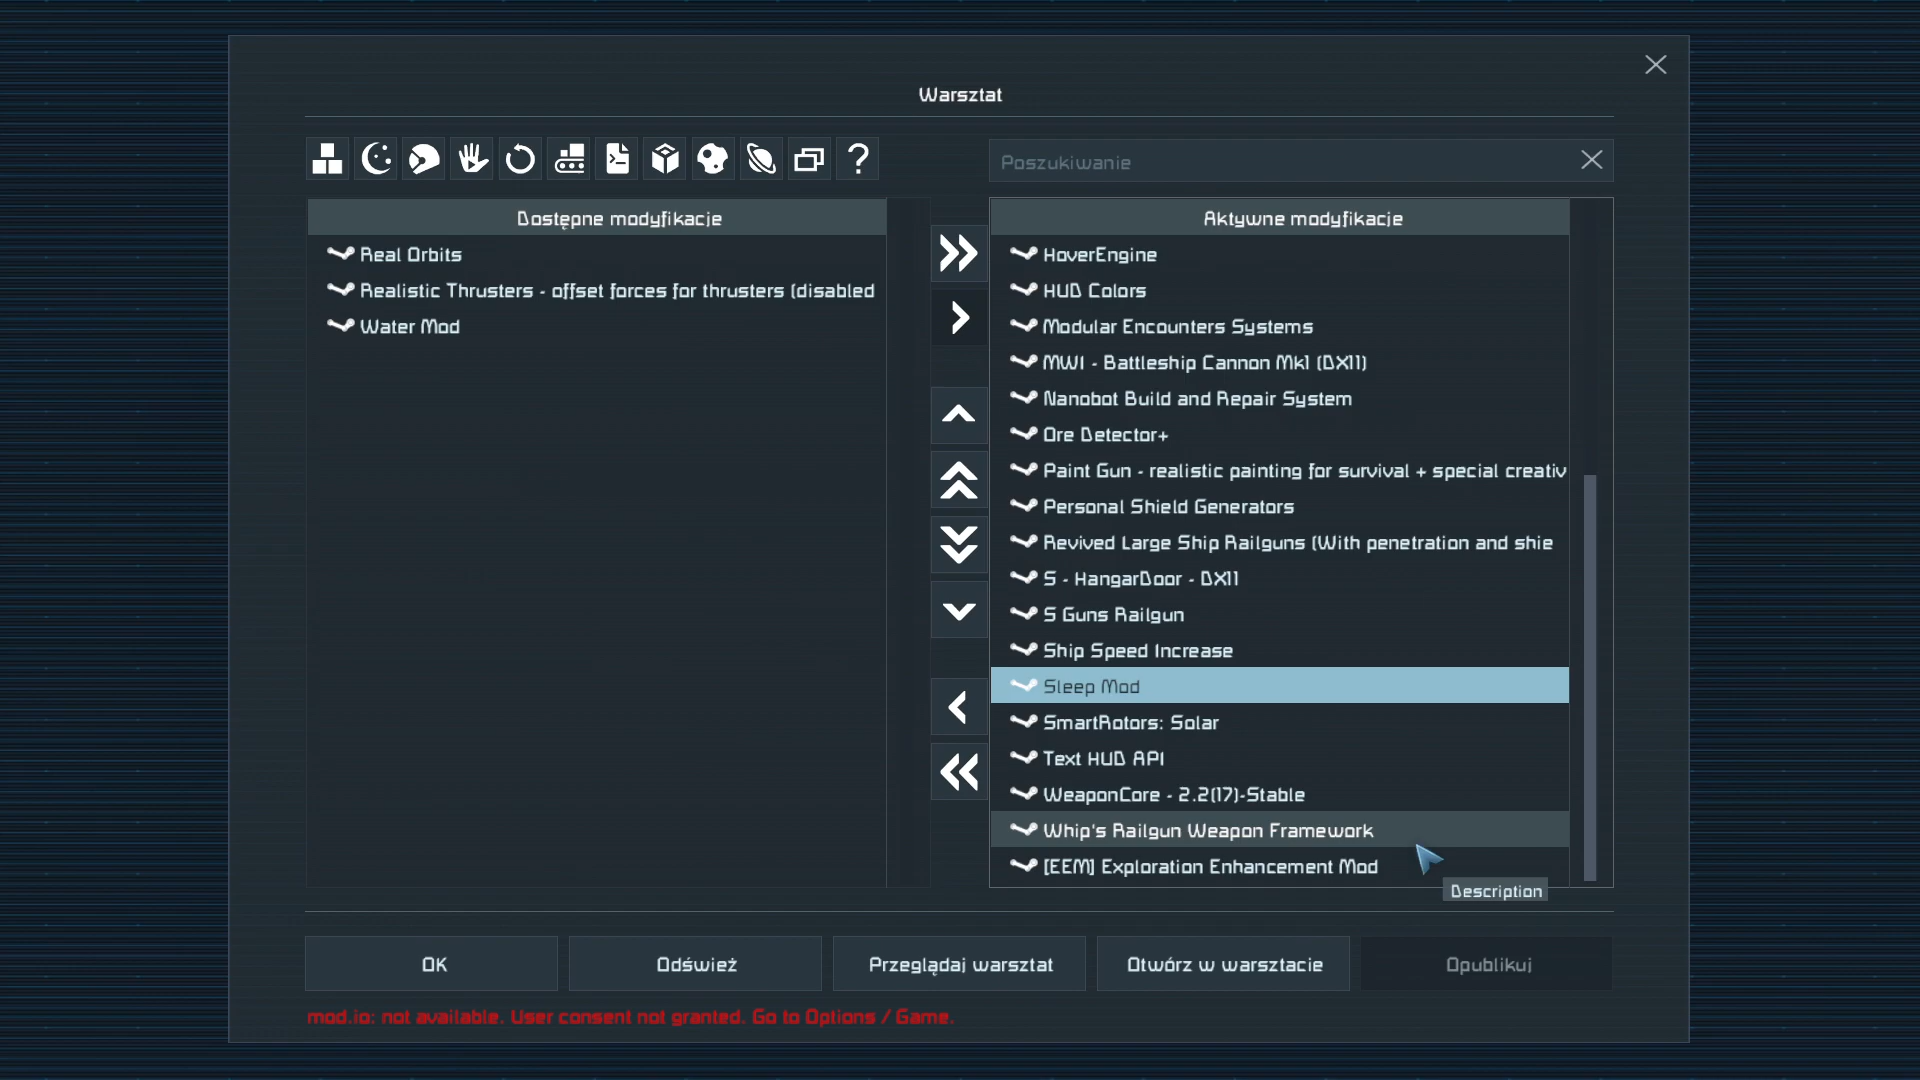 Warsztat
Poszukiwanie
Dostępne modyfikacje
Real Orbits
Realistic Thrusters - offset forces for thrusters (disabled
Water Mod
Aktywne modyfikacje
HoverEngine
HUD Colors
Modular Encounters Systems
MWI - Battleship Cannon Mk1 (DX11)
Nanobot Build and Repair System
Ore Detector+
Paint Gun - realistic painting for survival + special creativ
Personal Shield Generators
Revived Large Ship Railguns (With penetration and shie
S - HangarDoor - DX11
S Guns Railgun
Ship Speed Increase
Sleep Mod
SmartRotors: Solar
Text HUD API
WeaponCore - 2.2(17)-Stable
Whip's Railgun Weapon Framework
[EEM] Exploration Enhancement Mod
Description
OK
Odśwież
Przeglądaj warsztat
Otwórz w warsztacie
Opublikuj
mod.io: not available. User consent not granted. Go to Options / Game.